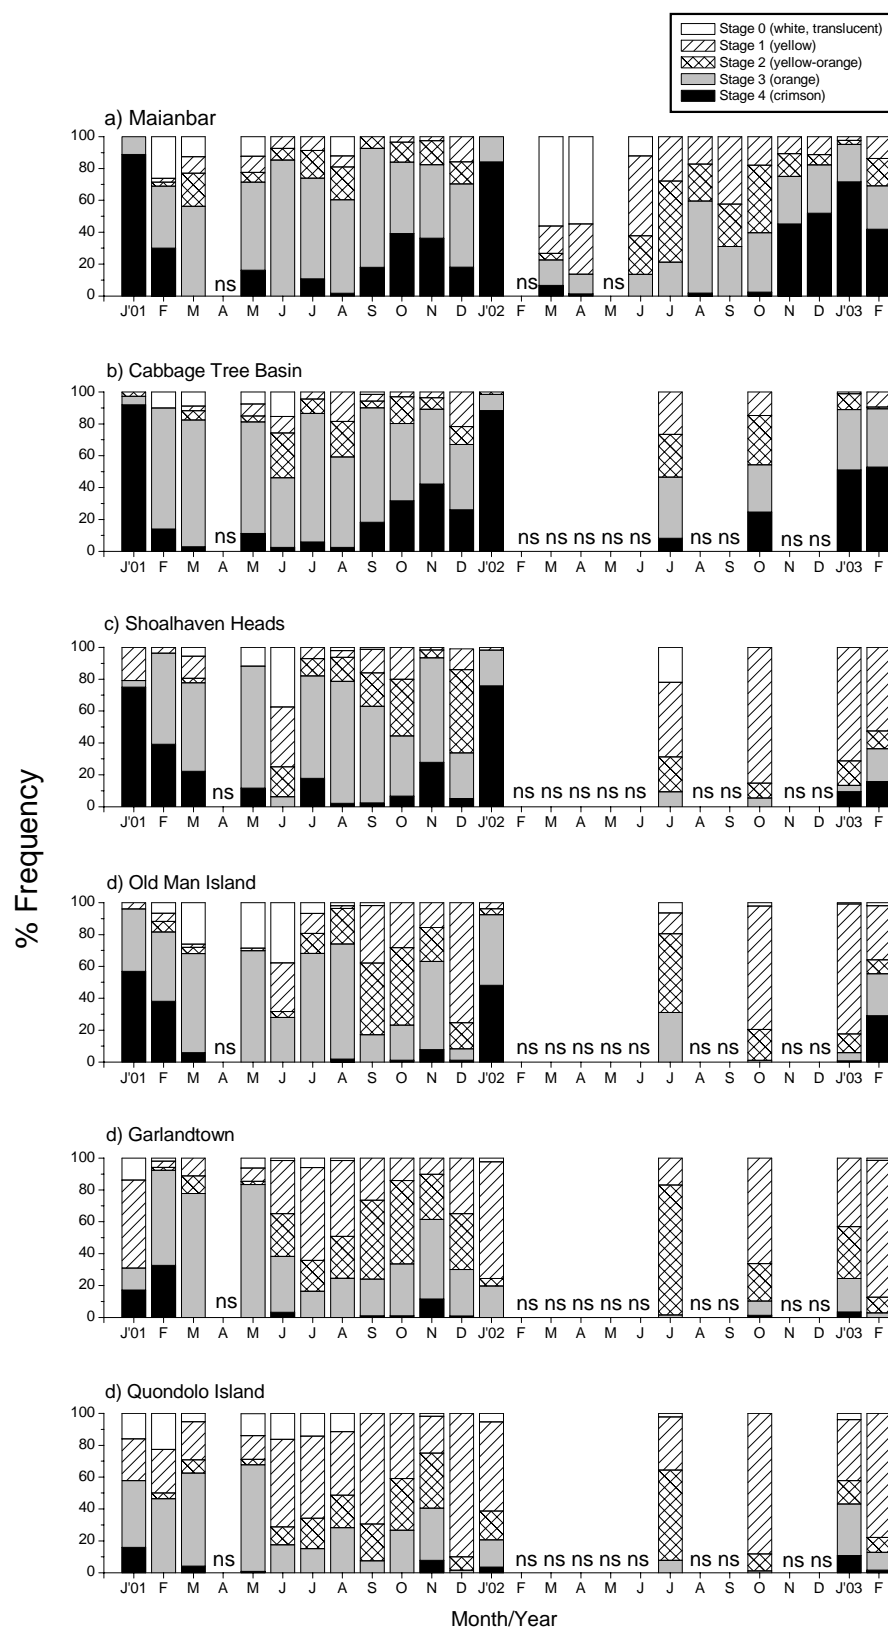 Stage 0 (white, translucent)
Stage 1 (yellow)
Stage 2 (yellow-orange)
Stage 3 (orange)
Stage 4 (crimson)
a) Maianbar
100
80
60
40
20
0
ns ns ns
J'01 F M A M J J A S O N D J'02 F M A M J J A S O N D J'03 F
b) Cabbage Tree Basin
100
80
60
40
20
0
ns ns ns ns ns ns ns ns ns
J'01 F M A M J J A S O N D J'02 F M A M J J A S O N D J'03 F
c) Shoalhaven Heads
100
80
60
40
20
0
ns ns ns ns ns ns ns ns ns
J'01 F M A M J J A S O N D J'02 F M A M J J A S O N D J'03 F
d) Old Man Island
100
80
60
40
20
0
ns ns ns ns ns ns ns ns ns
J'01 F M A M J J A S O N D J'02 F M A M J J A S O N D J'03 F
d) Garlandtown
100
80
60
40
20
0
ns ns ns ns ns ns ns ns ns
J'01 F M A M J J A S O N D J'02 F M A M J J A S O N D J'03 F
d) Quondolo Island
100
80
60
40
20
0
ns ns ns ns ns ns ns ns ns
J'01 F M A M J J A S O N D J'02 F M A M J J A S O N D J'03 F
% Frequency
Month/Year